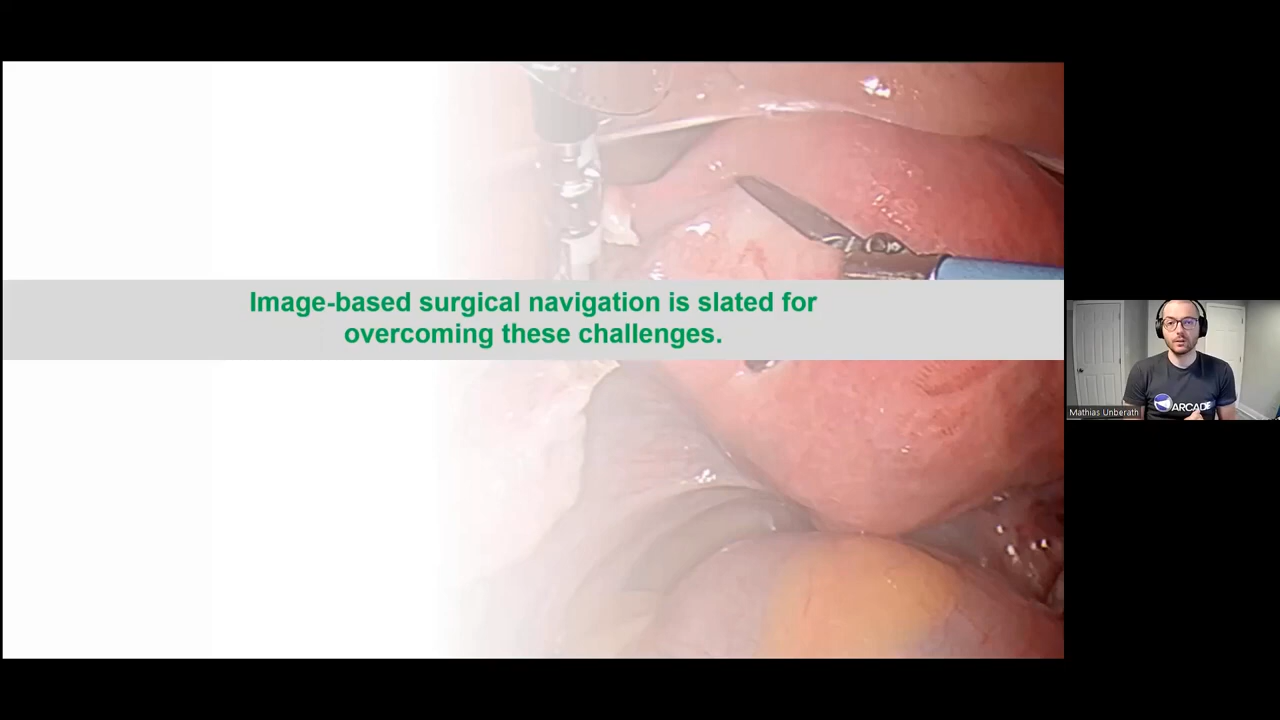 Image-based surgical navigation is slated for
overcoming these challenges.
Mathias Unberath
ARCADE